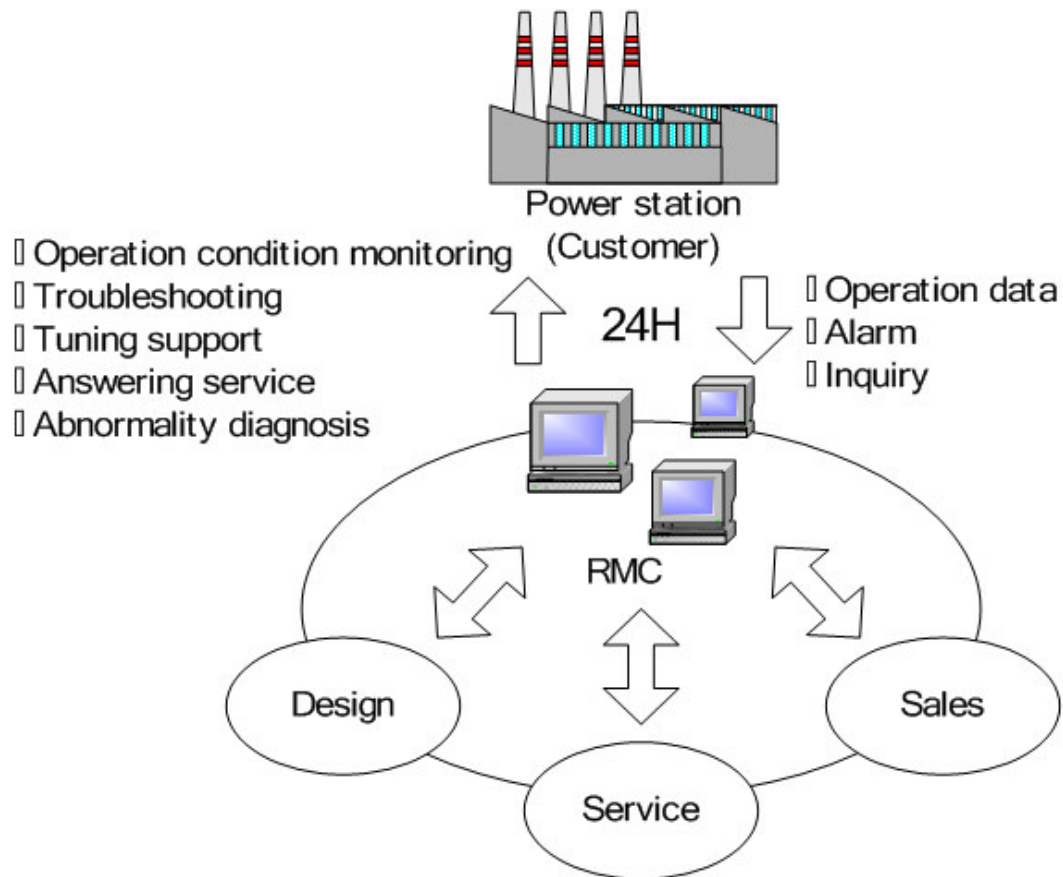 Power station
(Customer)
▯ Operation condition monitoring
▯ Troubleshooting
▯ Tuning support
▯ Answering service
▯ Abnormality diagnosis
24H
▯ Operation data
▯ Alarm
▯ Inquiry
RMC
Design
Service
Sales